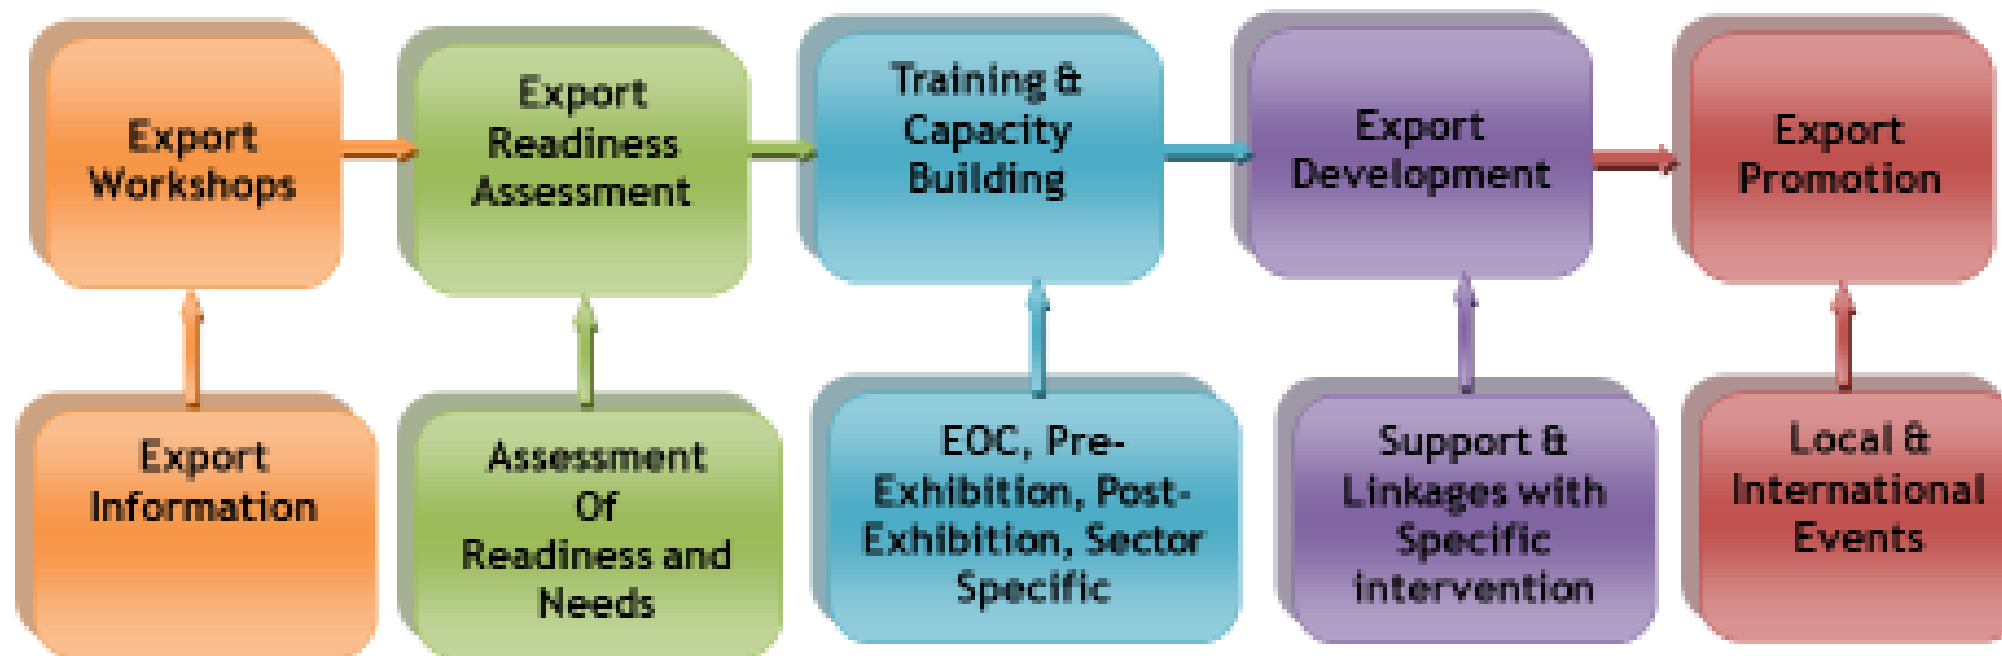 Export
Workshops
Export
Readiness
Assessment
Training &
Capacity
Building
Export
Development
Export
Promotion
Export
Information
Assessment
Of
Readiness and
Needs
EOC, Pre-
Exhibition, Post-
Exhibition, Sector
Specific
Support &
Linkages with
Specific
intervention
Local &
International
Events